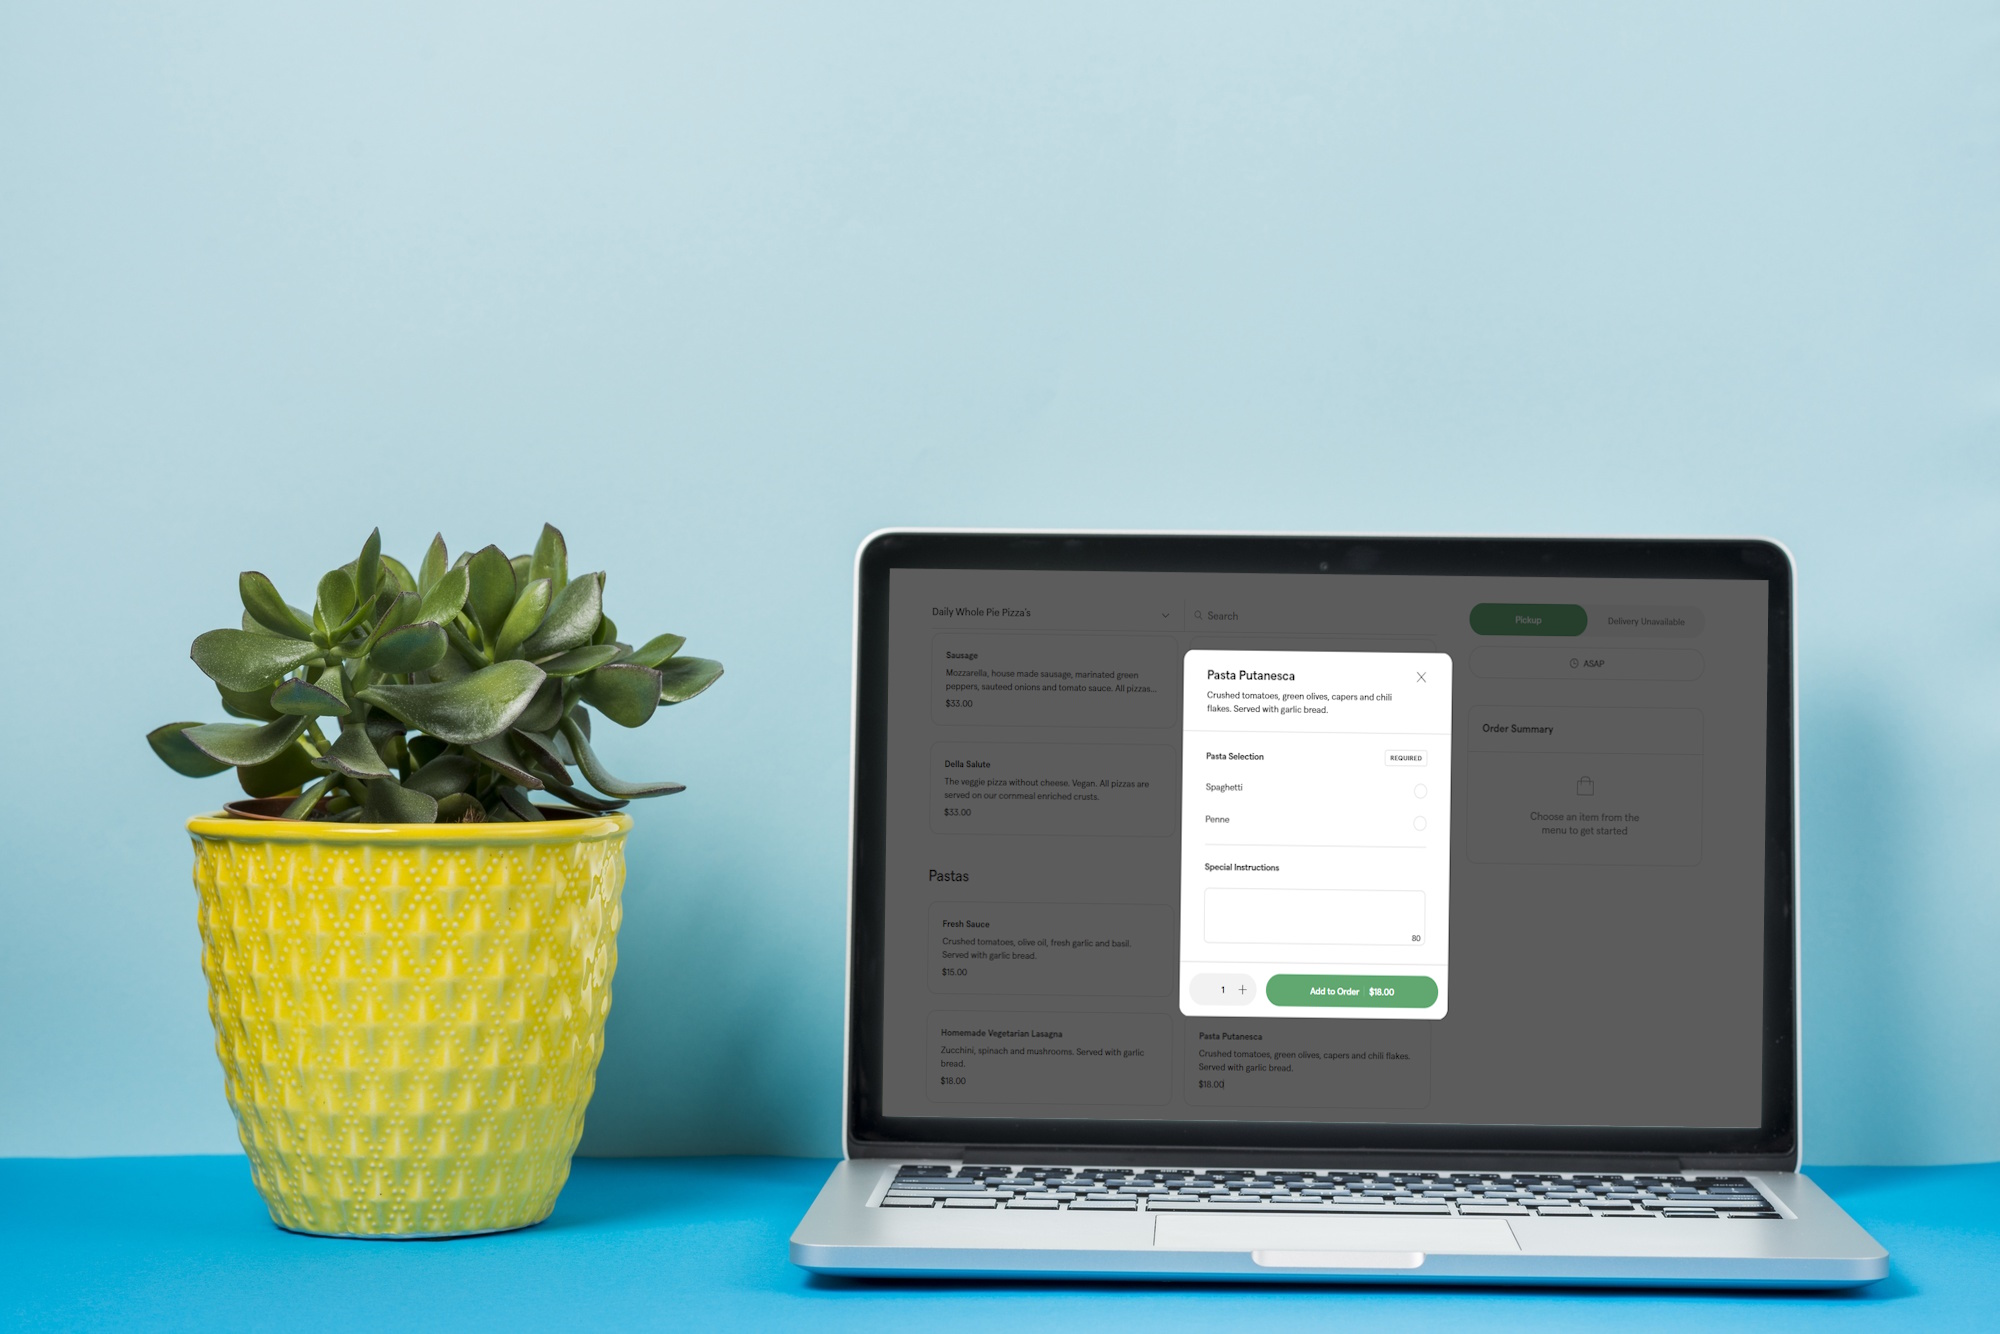 Daily Whole Pie Pizza's
Search
Pickup
Delivery Unavailable
ASAP
Sausage
Mozzarella, house made sausage, marinated green
peppers, sauteed onions and tomato sauce. All pizzas...
$33.00
Della Salute
The veggie pizza without cheese. Vegan. All pizzas are
served on our cornmeal enriched crusts.
$33.00
Pastas
Fresh Sauce
Crushed tomatoes, olive oil, fresh garlic and basil.
Served with garlic bread.
$15.00
Homemade Vegetarian Lasagna
Zucchini, spinach and mushrooms. Served with garlic
bread.
$18.00
Pasta Putanesca
Crushed tomatoes, green olives, capers and chili
flakes. Served with garlic bread.
Pasta Selection
REQUIRED
Spaghetti
Penne
Special Instructions
80
1
Add to Order
$18.00
Pasta Putanesca
Crushed tomatoes, green olives, capers and chili flakes.
Served with garlic bread.
$18.00
Order Summary
Choose an item from the
menu to get started